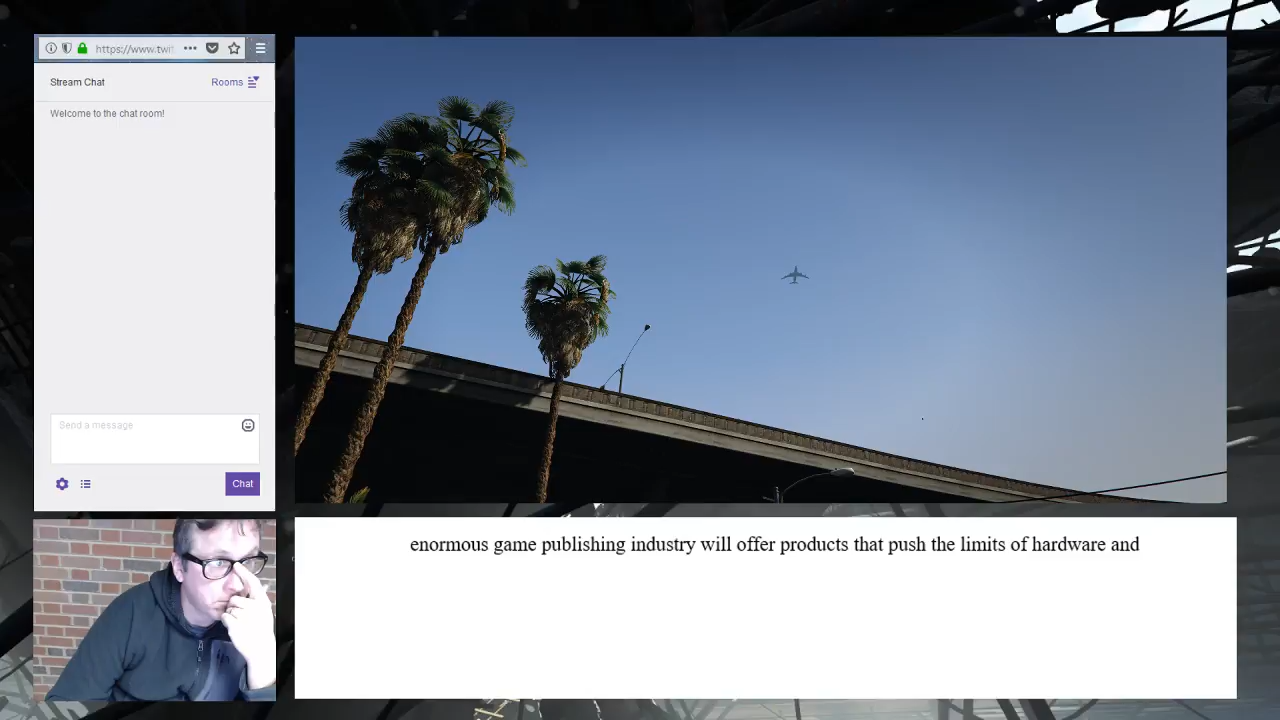 https://www.twit
Stream Chat
Rooms
Welcome to the chat room!
Send a message
Chat
enormous game publishing industry will offer products that push the limits of hardware and